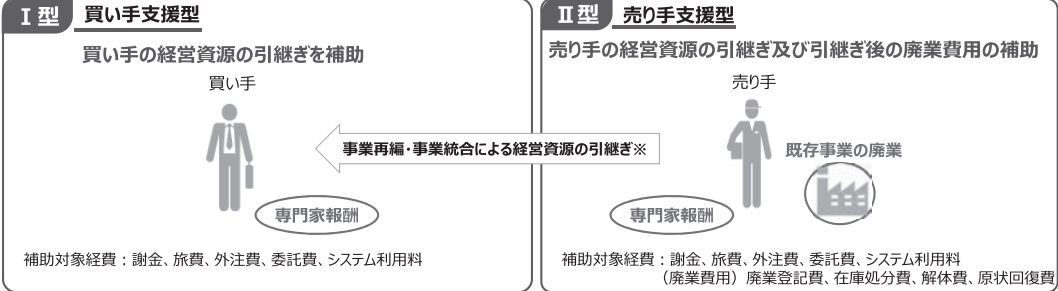 Ⅰ型 買い手支援型
買い手の経営資源の引継ぎを補助
買い手
専門家報酬
補助対象経費：謝金、旅費、外注費、委託費、システム利用料
事業再編・事業統合による経営資源の引継ぎ※
Ⅱ型 売り手支援型
売り手の経営資源の引継ぎ及び引継ぎ後の廃業費用の補助
売り手
既存事業の廃業
専門家報酬
補助対象経費：謝金、旅費、外注費、委託費、システム利用料
（廃業費用）廃業登記費、在庫処分費、解体費、原状回復費